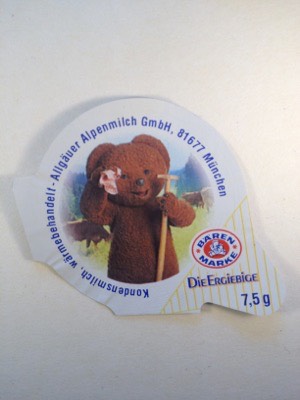 Kondensmilch, wärmebehandelt - Allgäuer Alpenmilch GmbH, 81677 München
BÄREN
MARKE
DIE ERGIEBIGE
7,5 g